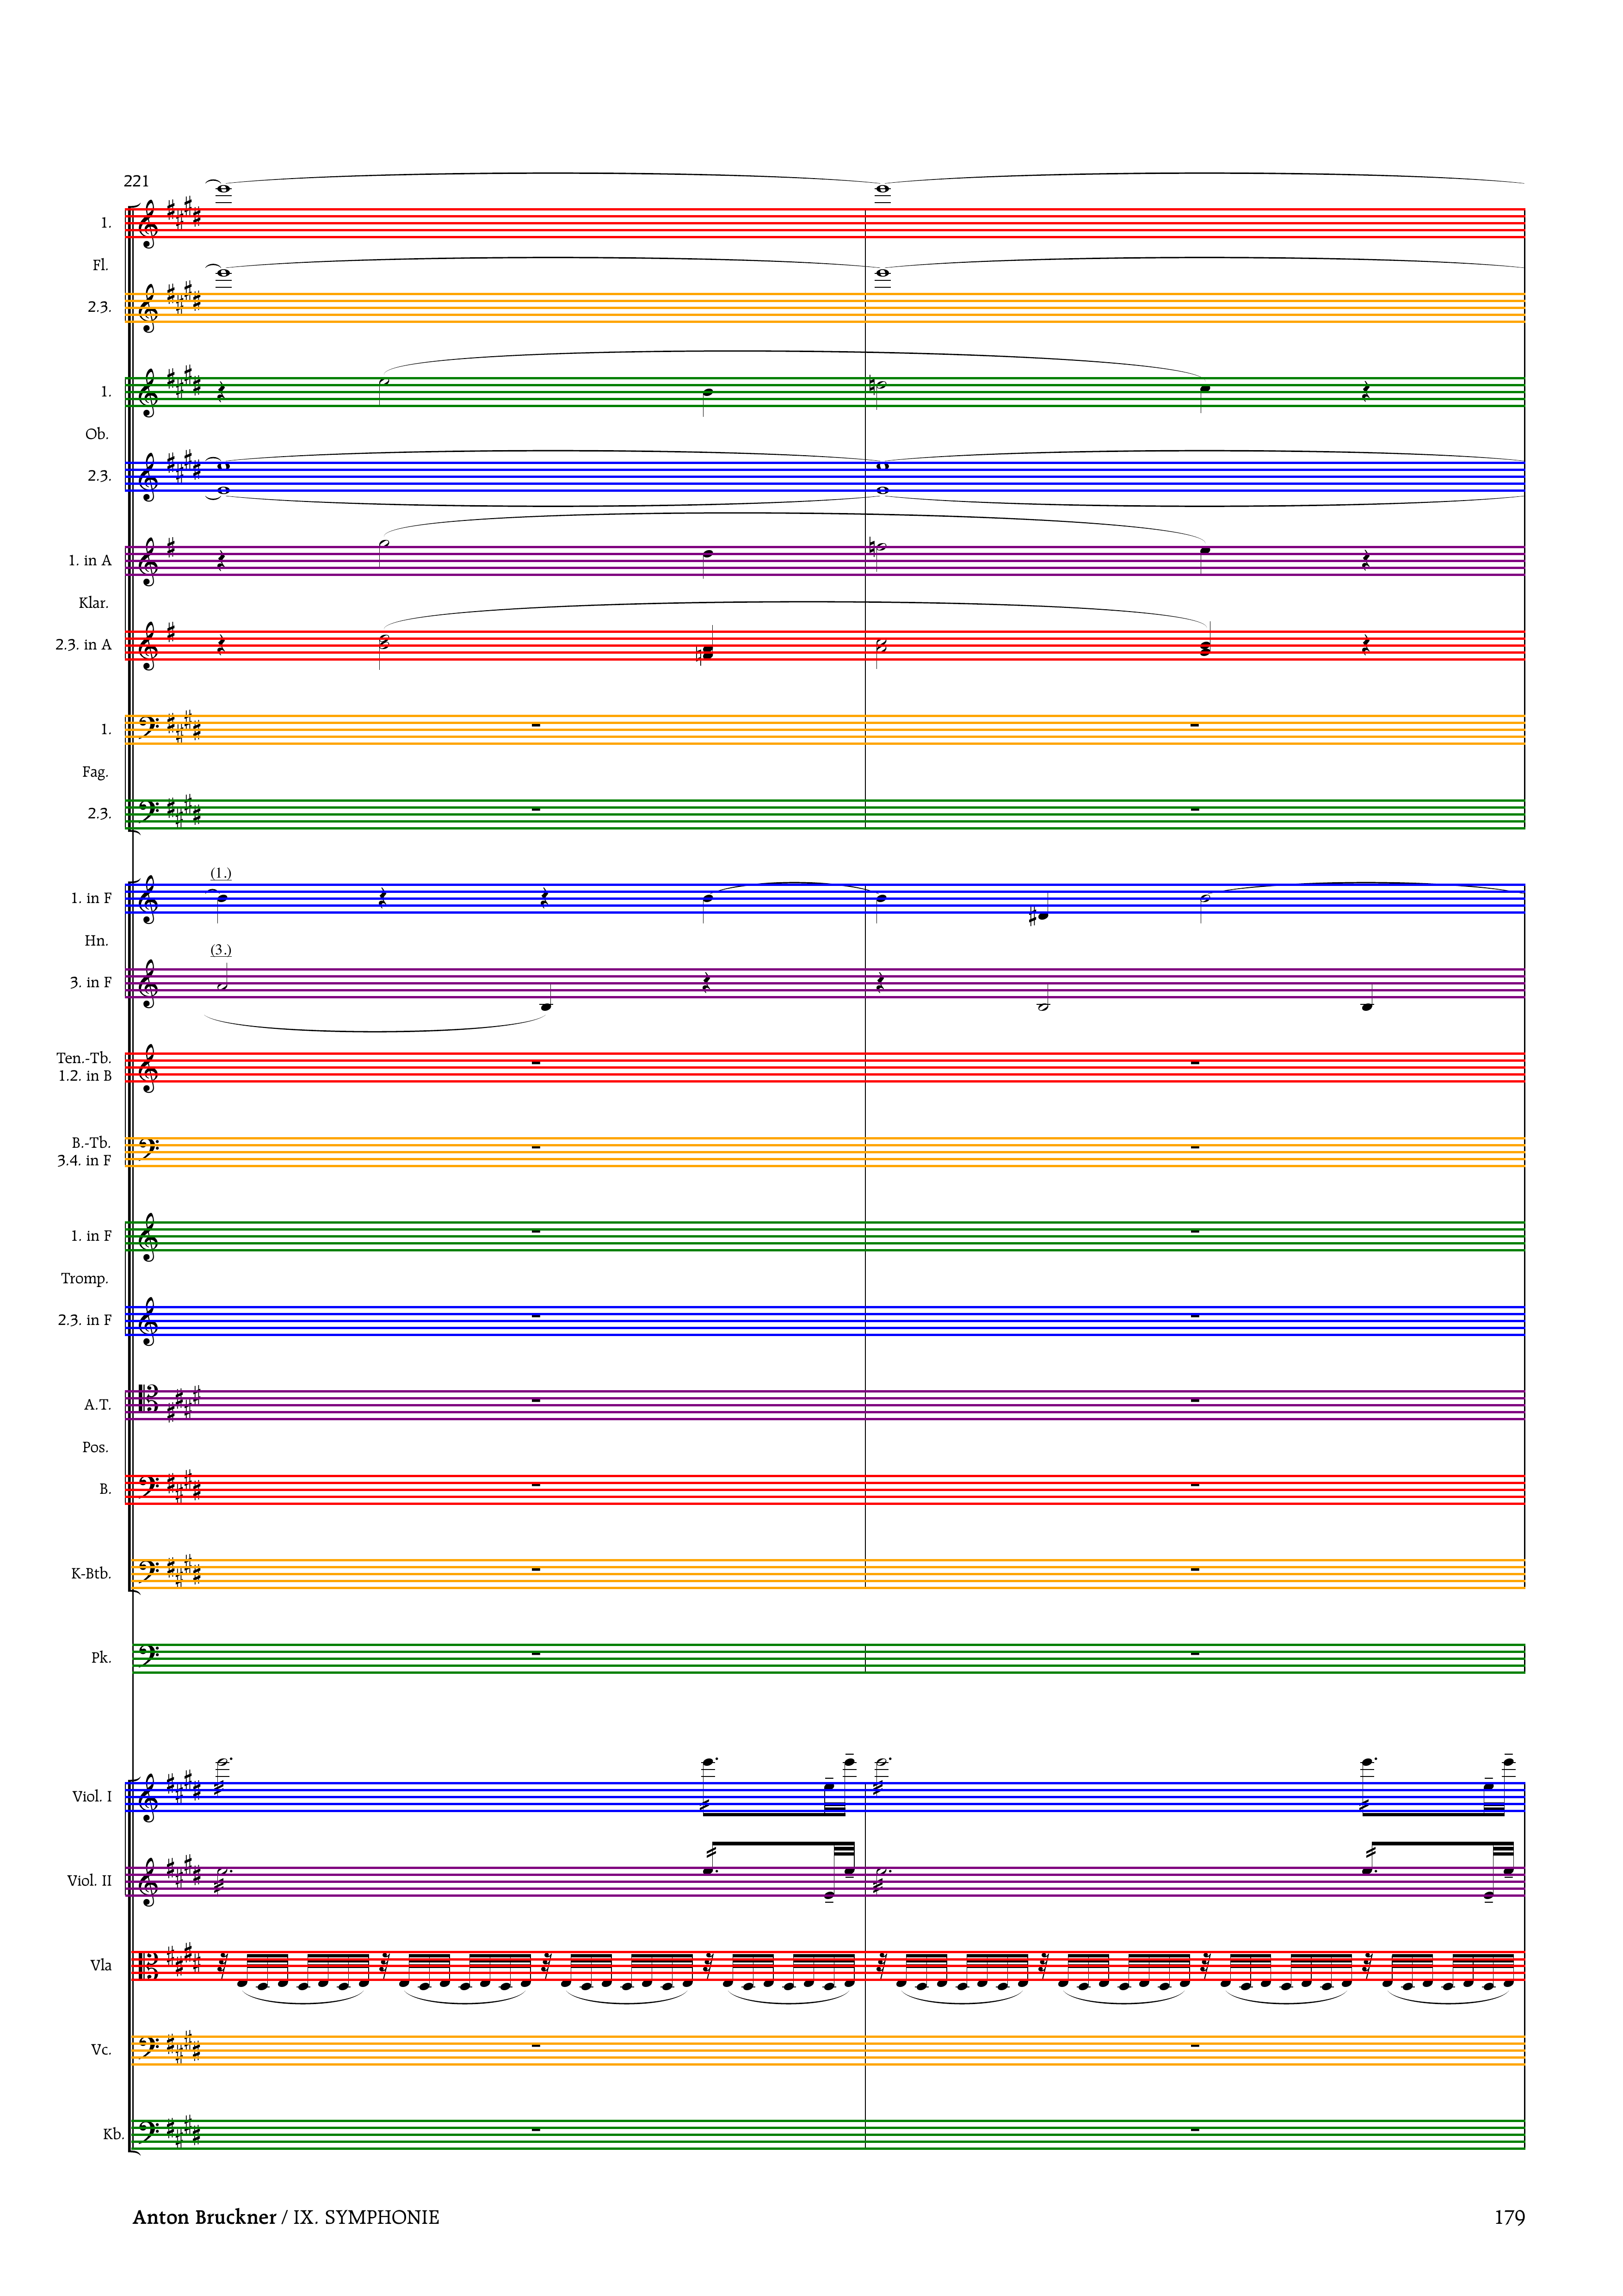 221
1.
Fl.
2.3.
1.
Ob.
2.3.
1. in A
Klar.
2.3. in A
1.
Fag.
2.3.
(1.)
1. in F
Hn.
(3.)
3. in F
Ten.-Tb.
1.2. in B
B.-Tb.
3.4. in F
1. in F
Tromp.
2.3. in F
A.T.
Pos.
B.
K-Btb.
Pk.
Viol. I
Viol. II
Vla
Vc.
Kb.
Anton Bruckner / IX. SYMPHONIE 179